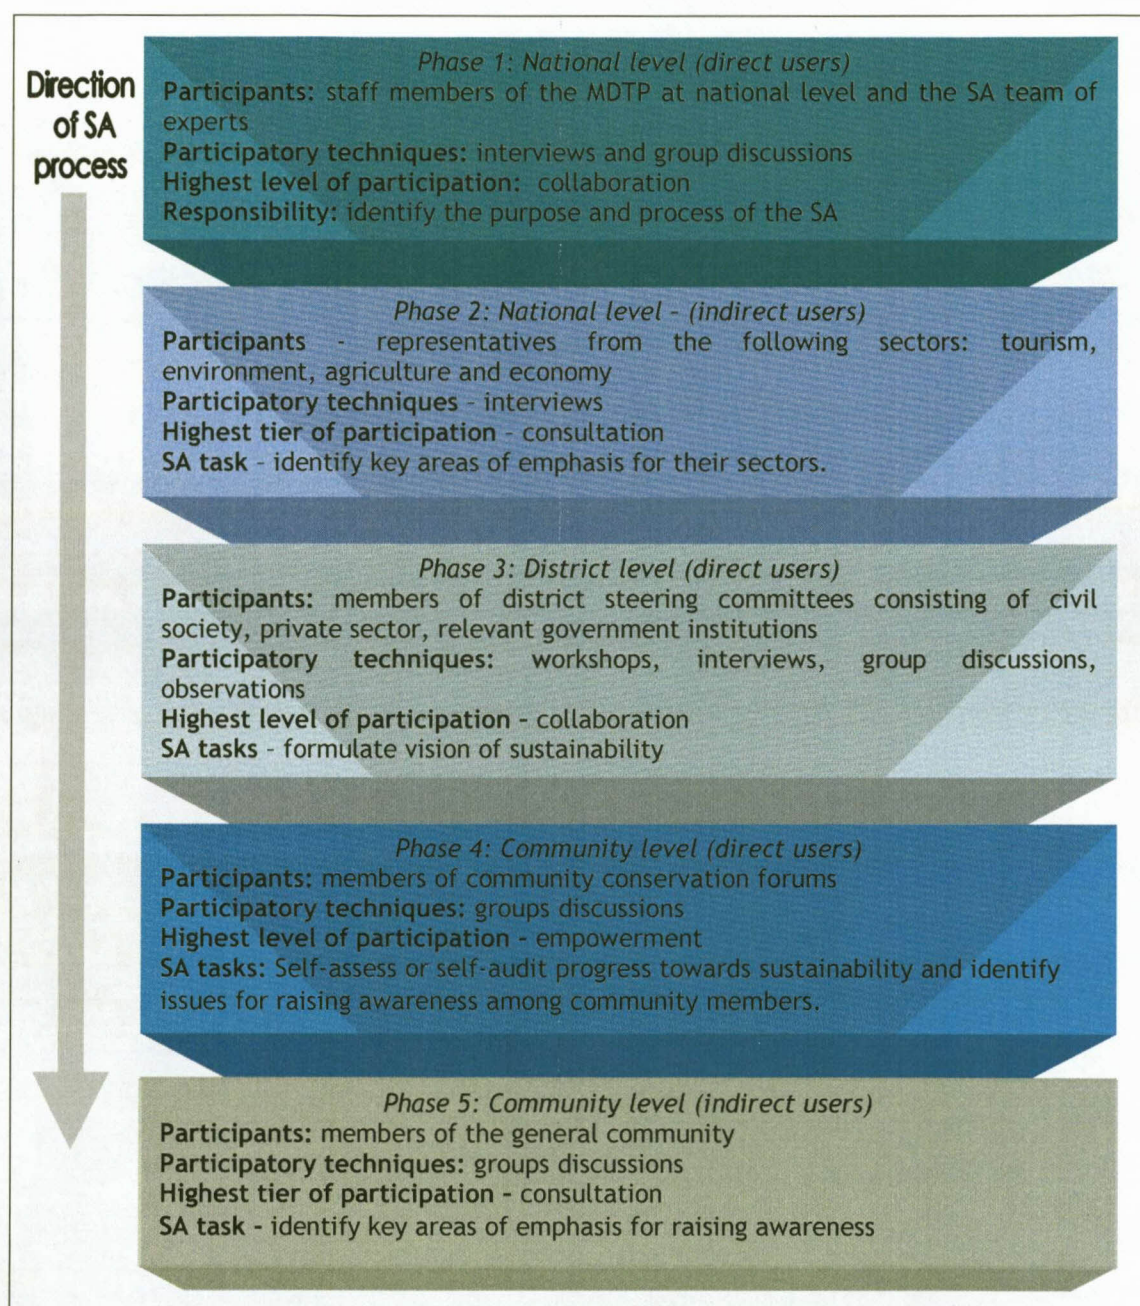 Direction
of SA
process
Phase 1: National level (direct users)
Participants: staff members of the MDTP at national level and the SA team of
experts
Participatory techniques: interviews and group discussions
Highest level of participation: collaboration
Responsibility: identify the purpose and process of the SA
Phase 2: National level - (indirect users)
Participants - representatives from the following sectors: tourism,
environment, agriculture and economy
Participatory techniques - interviews
Highest tier of participation - consultation
SA task - identify key areas of emphasis for their sectors.
Phase 3: District level (direct users)
Participants: members of district steering committees consisting of civil
society, private sector, relevant government institutions
Participatory techniques: workshops, interviews, group discussions,
observations
Highest level of participation - collaboration
SA tasks - formulate vision of sustainability
Phase 4: Community level (direct users)
Participants: members of community conservation forums
Participatory techniques: groups discussions
Highest level of participation - empowerment
SA tasks: Self-assess or self-audit progress towards sustainability and identify
issues for raising awareness among community members.
Phase 5: Community level (indirect users)
Participants: members of the general community
Participatory techniques: groups discussions
Highest tier of participation - consultation
SA task - identify key areas of emphasis for raising awareness